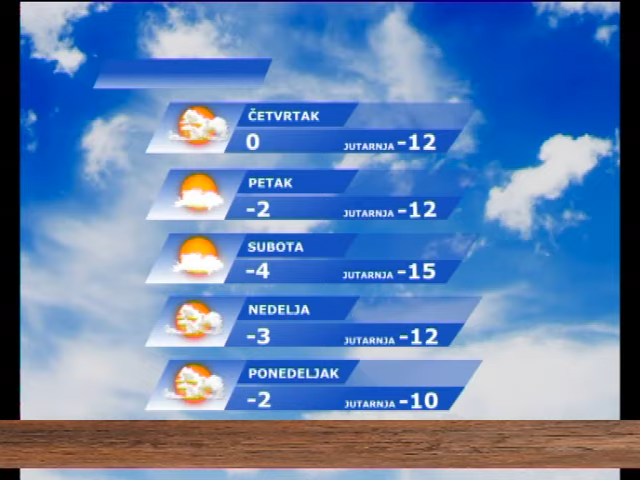 ČETVRTAK
0 JUTARNJA -12
PETAK
-2 JUTARNJA -12
SUBOTA
-4 JUTARNJA -15
NEDELJA
-3 JUTARNJA -12
PONEDELJAK
-2 JUTARNJA -10